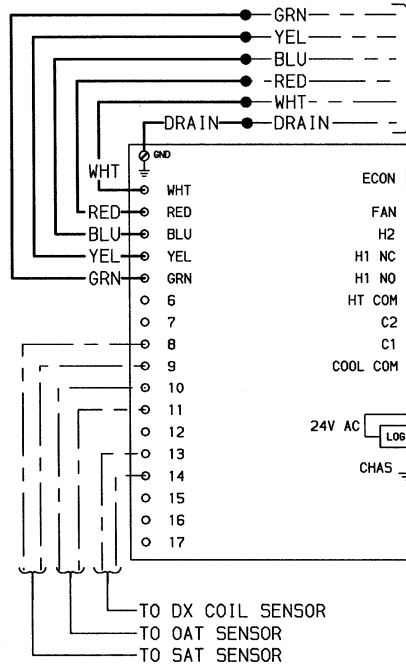 GRN
YEL
BLU
RED
WHT
DRAIN DRAIN
GND
WHT
WHT ECON
RED RED FAN
BLU BLU H2
YEL YEL H1 NC
GRN GRN H1 NO
6 HT COM
7 C2
8 C1
9 COOL COM
10
11
12 24V AC LOG
13
14 CHAS
15
16
17
TO DX COIL SENSOR
TO OAT SENSOR
TO SAT SENSOR